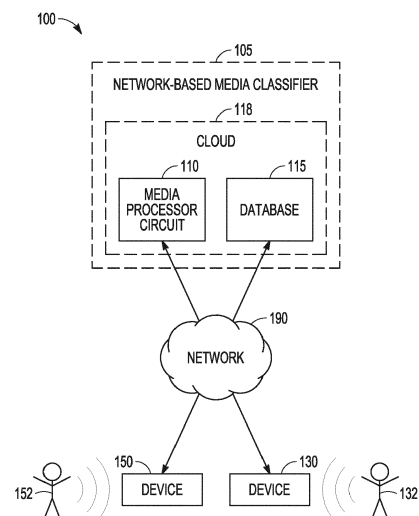 100
105
NETWORK-BASED MEDIA CLASSIFIER
118
CLOUD
110
115
MEDIA
PROCESSOR
CIRCUIT
DATABASE
190
NETWORK
150
130
152
DEVICE
DEVICE
132